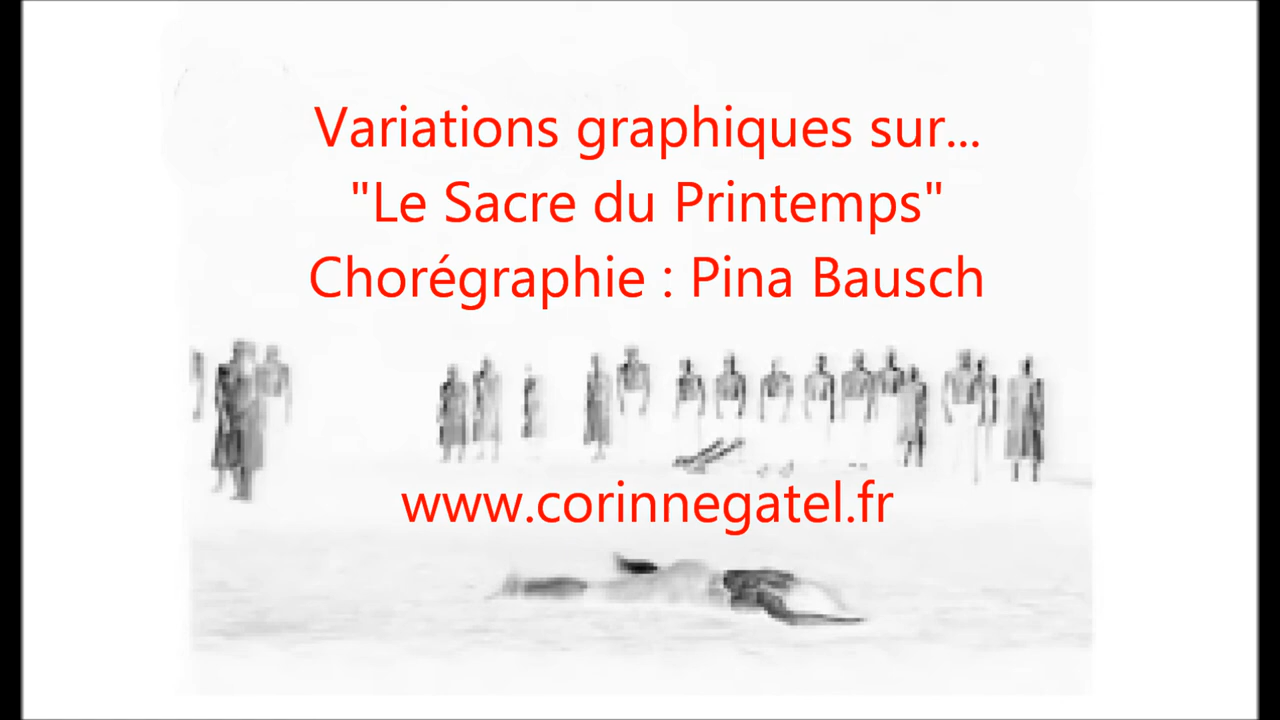 Variations graphiques sur...
"Le Sacre du Printemps"
Chorégraphie : Pina Bausch
www.corinnegatel.fr